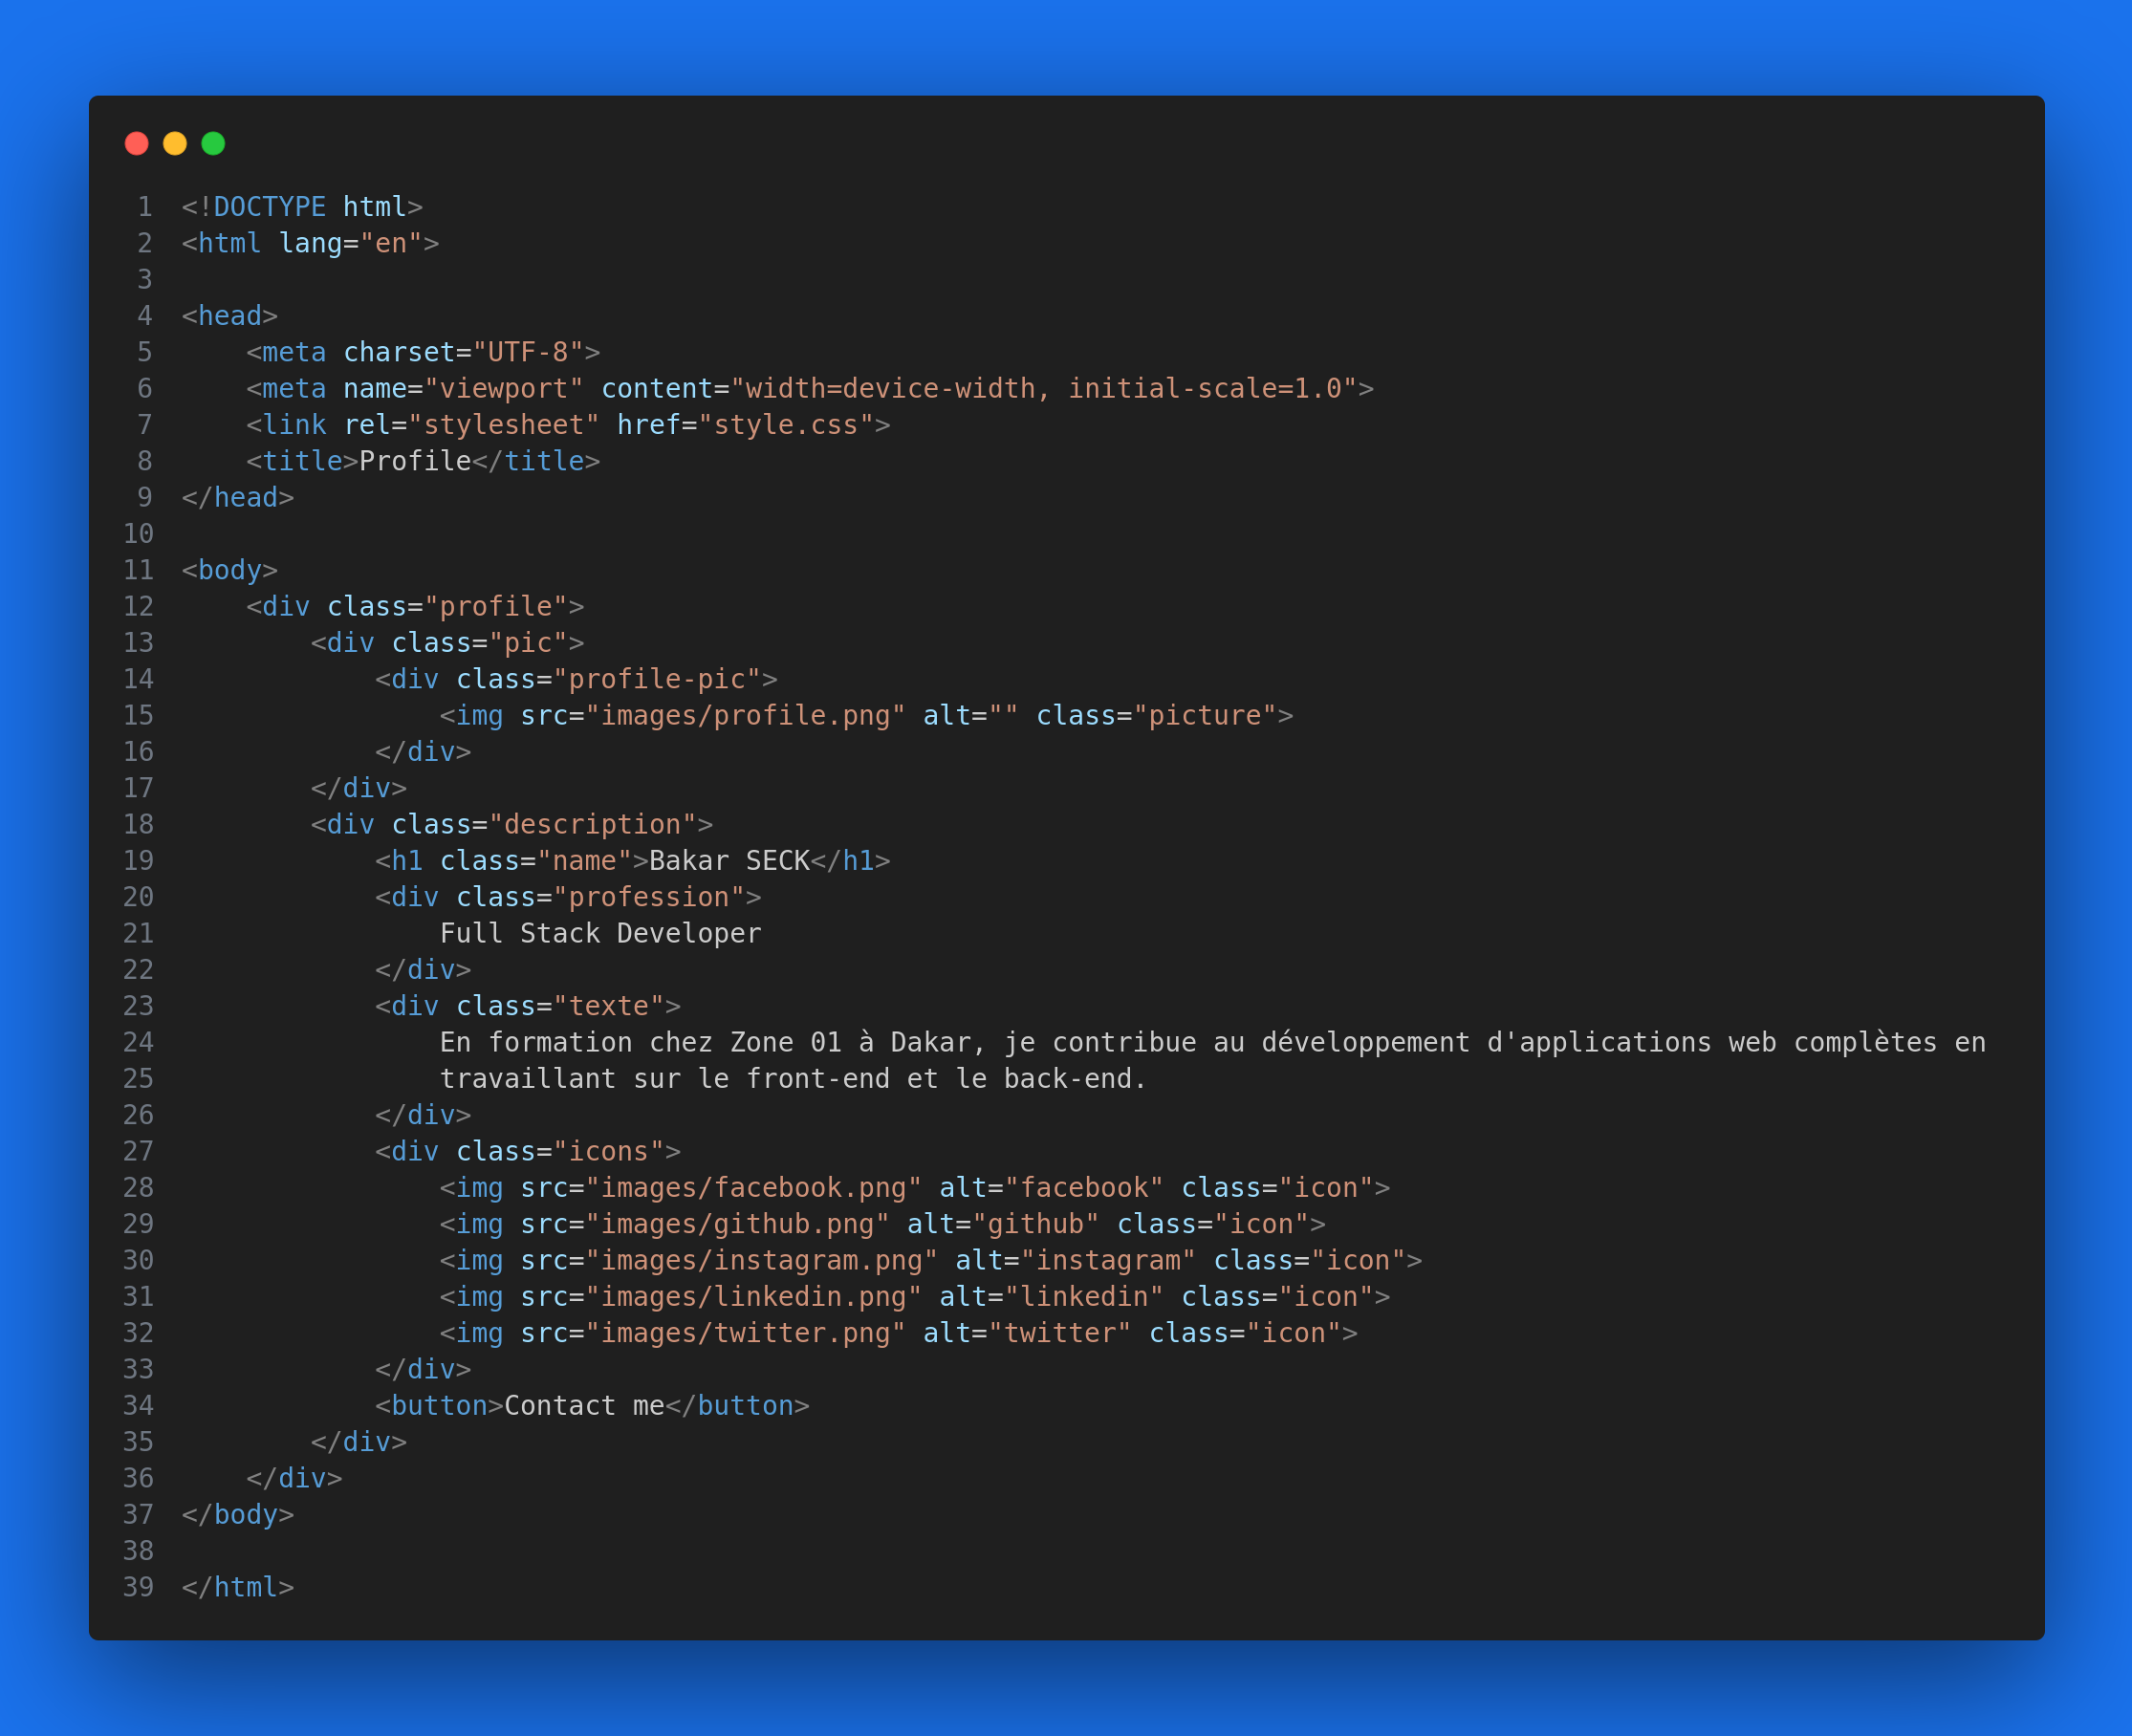 1 <!DOCTYPE html>
2 <html lang="en">
3
4 <head>
5     <meta charset="UTF-8">
6     <meta name="viewport" content="width=device-width, initial-scale=1.0">
7     <link rel="stylesheet" href="style.css">
8     <title>Profile</title>
9 </head>
10
11 <body>
12     <div class="profile">
13         <div class="pic">
14             <div class="profile-pic">
15                 <img src="images/profile.png" alt="" class="picture">
16             </div>
17         </div>
18         <div class="description">
19             <h1 class="name">Bakar SECK</h1>
20             <div class="profession">
21                 Full Stack Developer
22             </div>
23             <div class="texte">
24                 En formation chez Zone 01 à Dakar, je contribue au développement d'applications web complètes en
25                 travaillant sur le front-end et le back-end.
26             </div>
27             <div class="icons">
28                 <img src="images/facebook.png" alt="facebook" class="icon">
29                 <img src="images/github.png" alt="github" class="icon">
30                 <img src="images/instagram.png" alt="instagram" class="icon">
31                 <img src="images/linkedin.png" alt="linkedin" class="icon">
32                 <img src="images/twitter.png" alt="twitter" class="icon">
33             </div>
34             <button>Contact me</button>
35         </div>
36     </div>
37 </body>
38
39 </html>